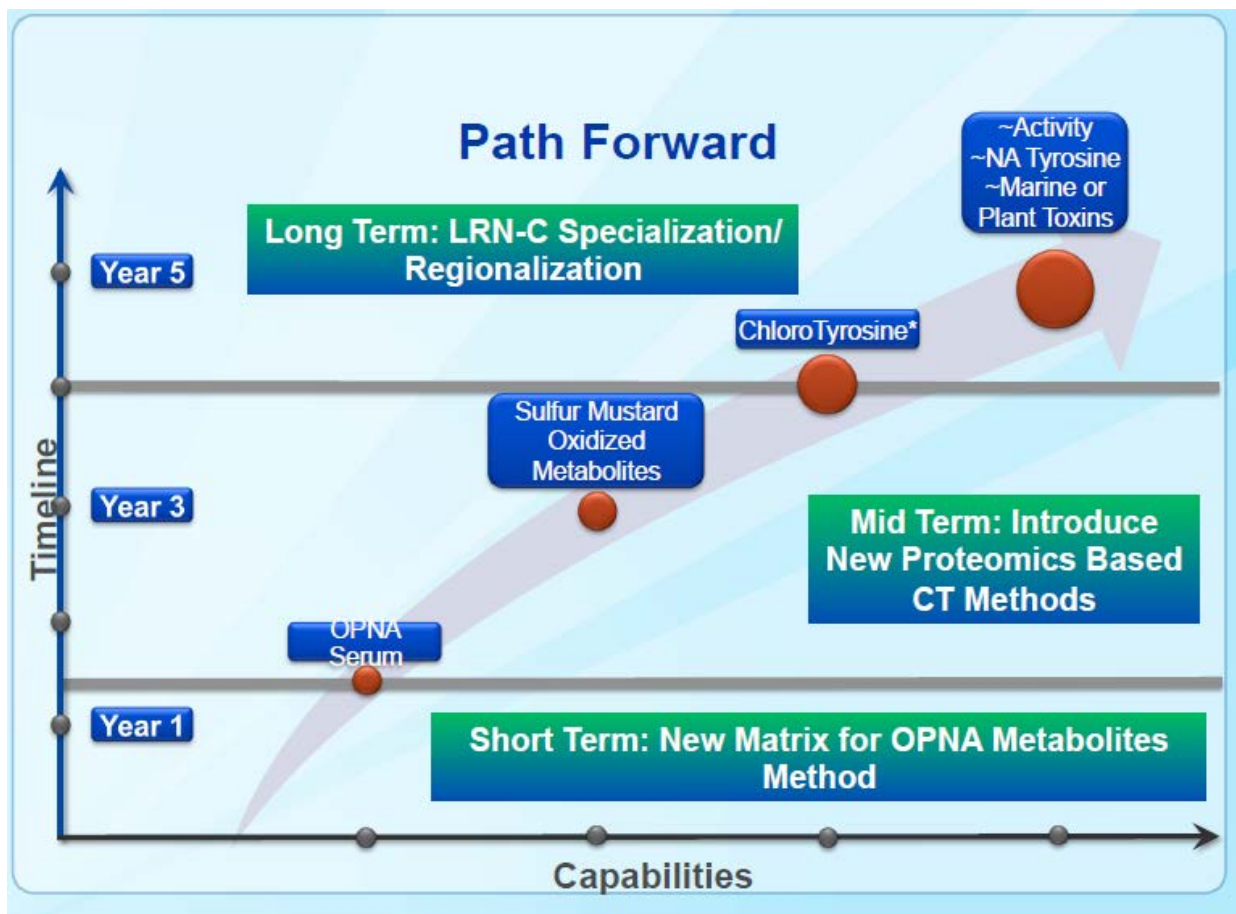 Path Forward
~Activity
~NA Tyrosine
~Marine or
Plant Toxins
Long Term: LRN-C Specialization/
Regionalization
Year 5
ChloroTyrosine*
Sulfur Mustard
Oxidized
Metabolites
Timeline
Year 3
Mid Term: Introduce
New Proteomics Based
CT Methods
OPNA
Serum
Year 1
Short Term: New Matrix for OPNA Metabolites
Method
Capabilities